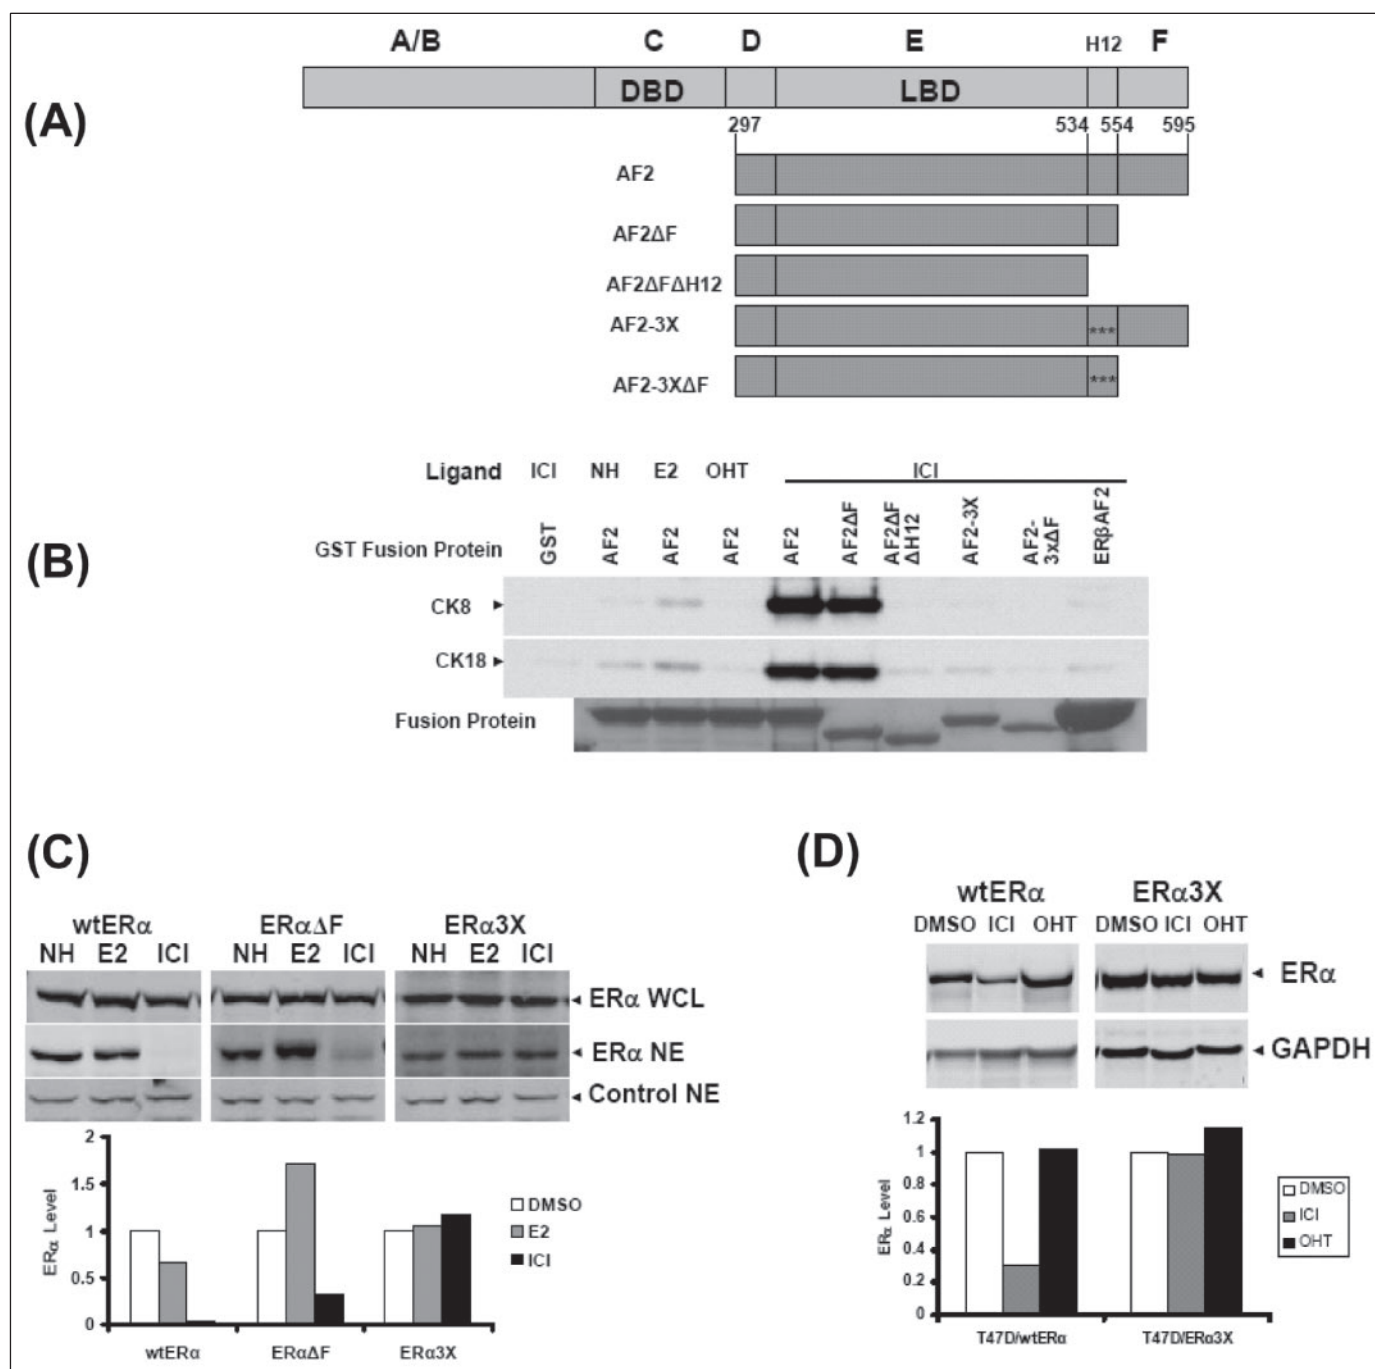 (A)
A/B C D E H12 F
DBD LBD
297 534 554 595
AF2
AF2ΔF
AF2ΔFΔH12
AF2-3X
***
AF2-3XΔF
***
(B)
Ligand ICI NH E2 OHT ICI
GST Fusion Protein GST AF2 AF2 AF2 AF2 AF2ΔF AF2ΔF ΔH12 AF2-3X AF2-3xΔF ERβAF2
CK8
CK18
Fusion Protein
(C)
wtERα ERαΔF ERα3X
NH E2 ICI NH E2 ICI NH E2 ICI
ERα WCL
ERα NE
Control NE
2
1.5
1
0.5
0
ERα Level
DMSO
E2
ICI
wtERα ERαΔF ERα3X
(D)
wtERα ERα3X
DMSO ICI OHT DMSO ICI OHT
ERα
GAPDH
1.2
1
0.8
0.6
0.4
0.2
0
ERα Level
DMSO
ICI
OHT
T47D/wtERα T47D/ERα3X